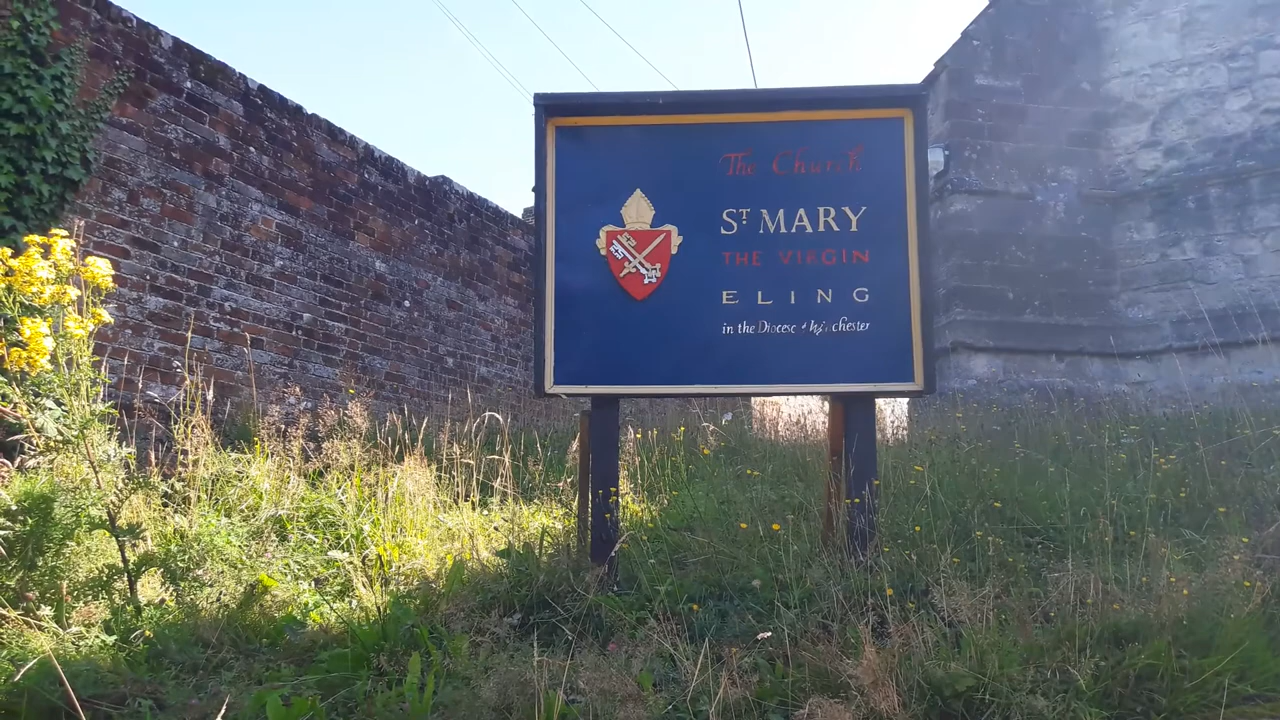 The Church
ST MARY
THE VIRGIN
ELING
in the Diocese of Winchester